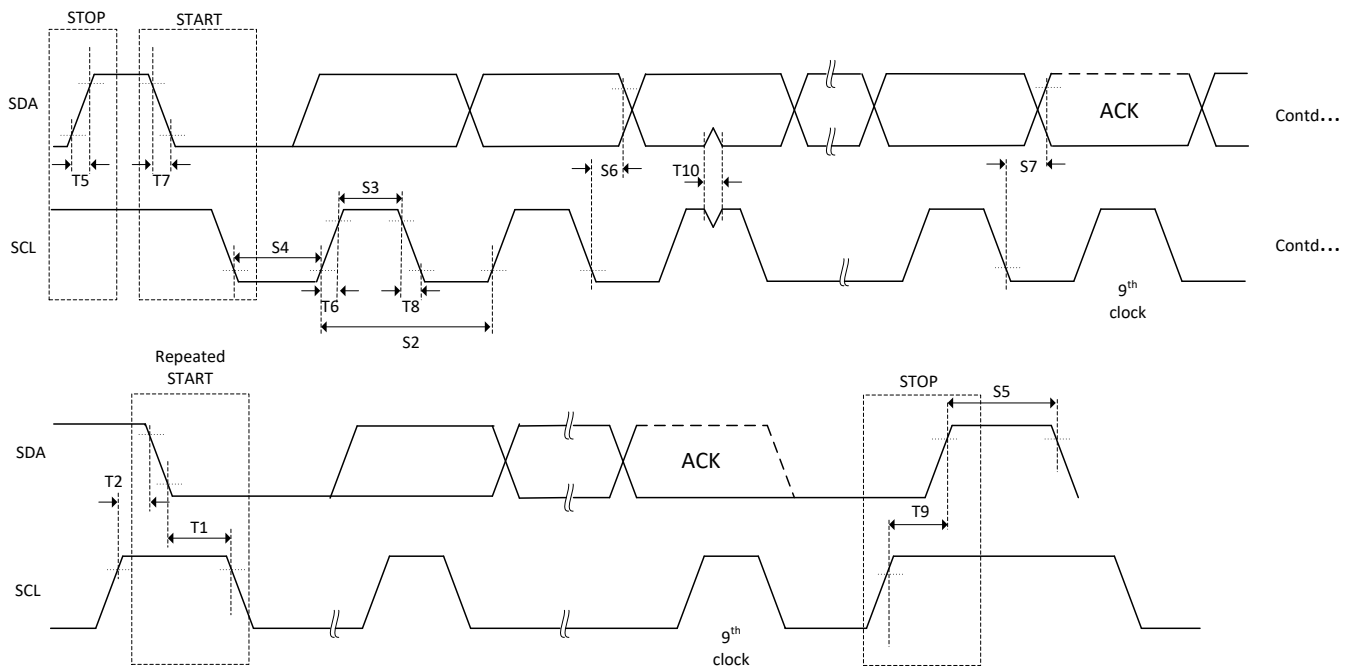 STOP
START
SDA
ACK
Contd...
T5
T7
S6
T10
S7
S3
SCL
S4
Contd...
T6
T8
9th
clock
S2
Repeated
START
STOP
S5
SDA
T2
ACK
T9
T1
SCL
9th
clock